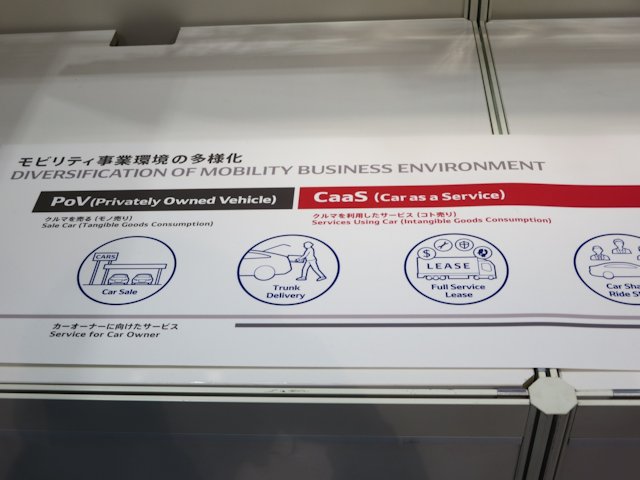 モビリティ事業環境の多様化
DIVERSIFICATION OF MOBILITY BUSINESS ENVIRONMENT
PoV (Privately Owned Vehicle)
クルマを売る (モノ売り)
Sale Car (Tangible Goods Consumption)
CaaS (Car as a Service)
クルマを利用したサービス (コト売り)
Services Using Car (Intangible Goods Consumption)
CARS
Car Sale
Trunk
Delivery
$
LEASE
Full Service
Lease
Car Sha
Ride S
カーオーナーに向けたサービス
Service for Car Owner